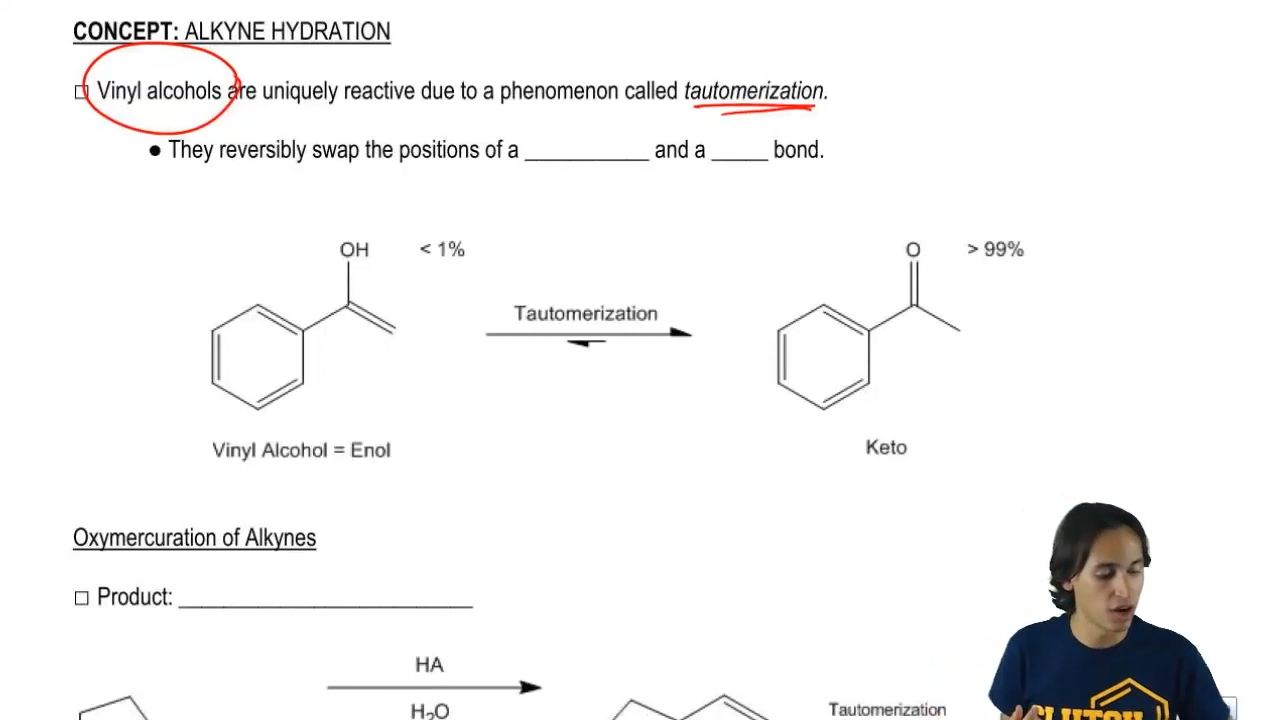 CONCEPT: ALKYNE HYDRATION
□ Vinyl alcohols are uniquely reactive due to a phenomenon called tautomerization.
● They reversibly swap the positions of a ___________ and a _____ bond.
OH < 1% O > 99%
Tautomerization
Vinyl Alcohol = Enol Keto
Oxymercuration of Alkynes
□ Product: __________________________
HA
H₂O Tautomerization
CLUTCH